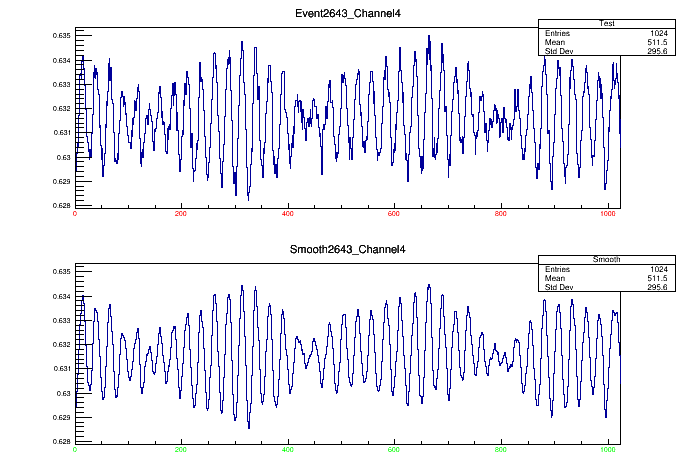 Event2643_Channel4
Test
Entries 1024
Mean 511.5
Std Dev 295.6
0.635
0.634
0.633
0.632
0.631
0.63
0.629
0.628
0 200 400 600 800 1000
Smooth2643_Channel4
Smooth
Entries 1024
Mean 511.5
Std Dev 295.6
0.635
0.634
0.633
0.632
0.631
0.63
0.629
0.628
0 200 400 600 800 1000